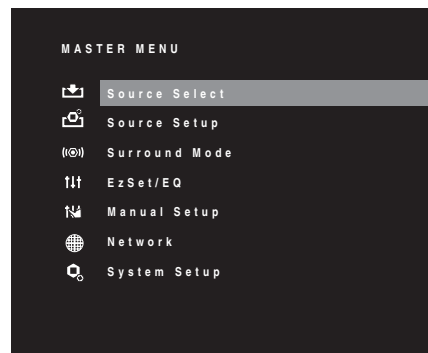 MASTER MENU
Source Select
Source Setup
Surround Mode
EzSet/EQ
Manual Setup
Network
System Setup